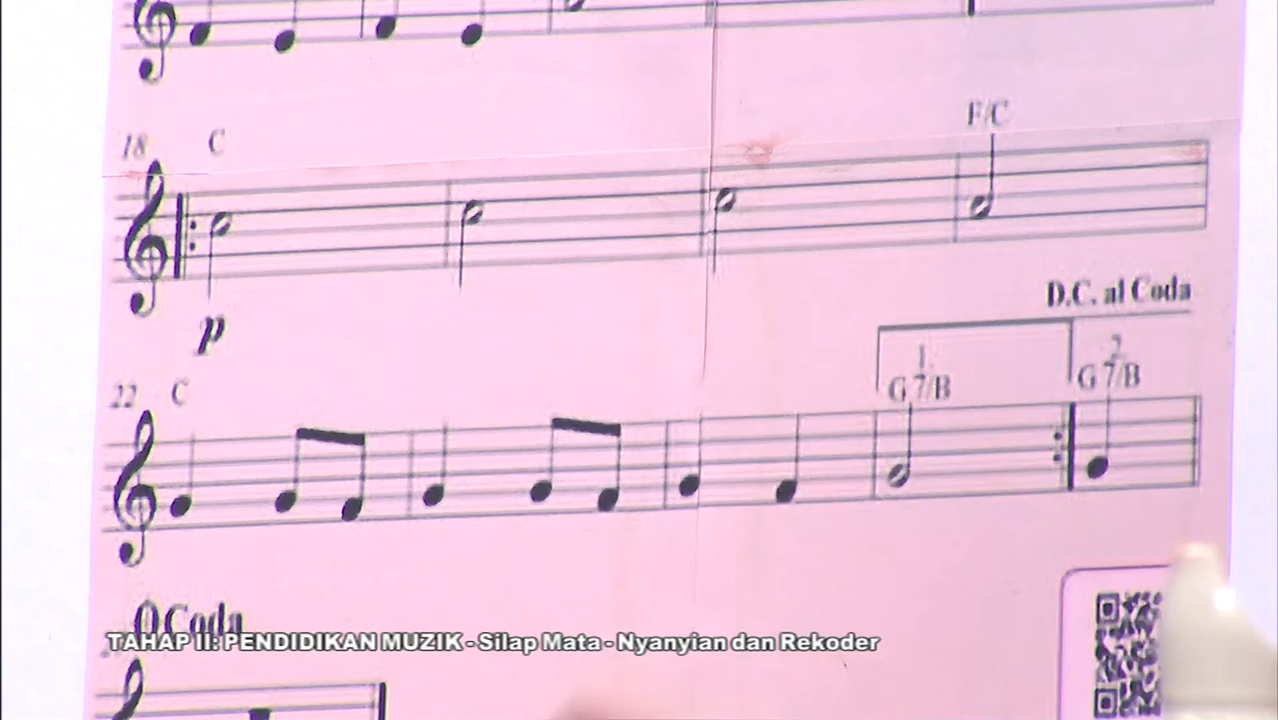 18 C F/C
p
D.C. al Coda
1. 2.
22 C G 7/B G 7/B
Coda
TAHAP II: PENDIDIKAN MUZIK - Silap Mata - Nyanyian dan Rekoder